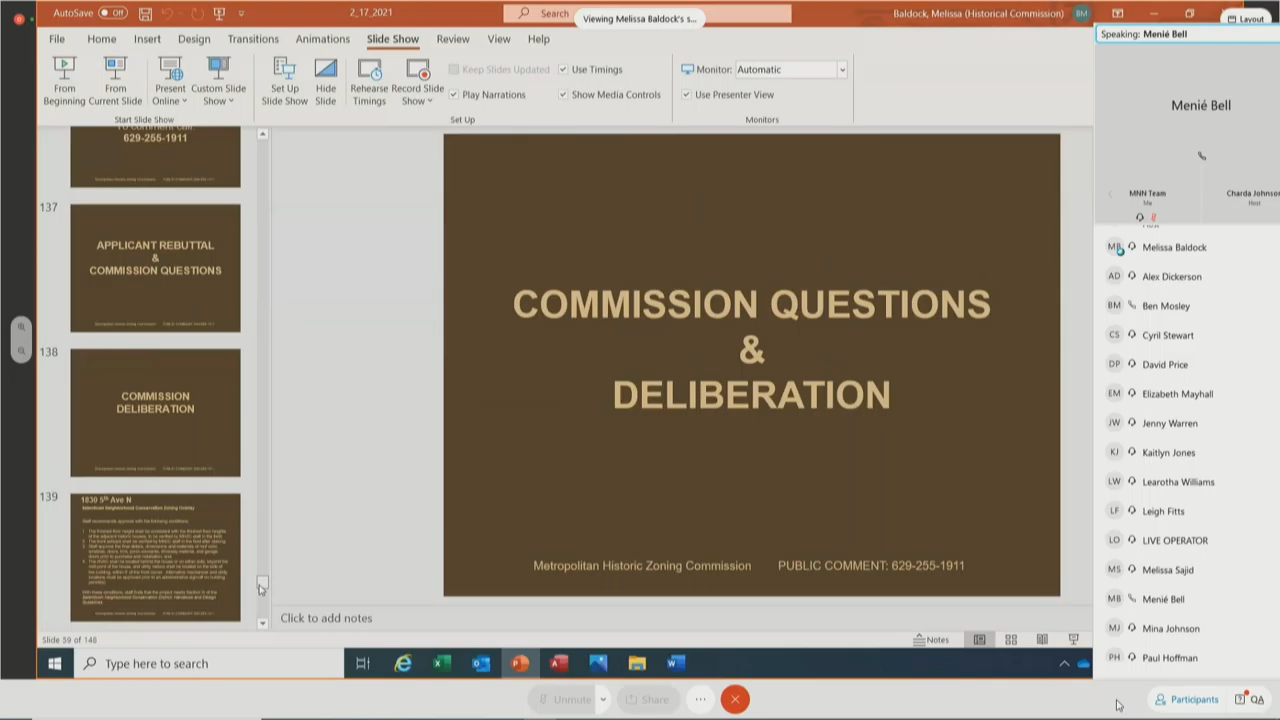 AutoSave Off
2_17_2021
Search
Viewing Melissa Baldock's s...
Baldock, Melissa (Historical Commission) BM
Layout
File Home Insert Design Transitions Animations Slide Show Review View Help
From Beginning
From Current Slide
Present Online
Custom Slide Show
Start Slide Show
Set Up Slide Show
Hide Slide
Rehearse Timings
Record Slide Show
Keep Slides Updated
Play Narrations
Use Timings
Show Media Controls
Set Up
Monitor: Automatic
Use Presenter View
Monitors
To comment call:
629-255-1911
137
APPLICANT REBUTTAL
&
COMMISSION QUESTIONS
138
COMMISSION
DELIBERATION
139
1830 5th Ave N
COMMISSION QUESTIONS
&
DELIBERATION
Metropolitan Historic Zoning Commission PUBLIC COMMENT: 629-255-1911
Click to add notes
Slide 59 of 148
Notes
Type here to search
Speaking: Menié Bell
Menié Bell
MNN Team
Me
Charda Johnson
Host
MB Melissa Baldock
AD Alex Dickerson
BM Ben Mosley
CS Cyril Stewart
DP David Price
EM Elizabeth Mayhall
JW Jenny Warren
KJ Kaitlyn Jones
LW Learotha Williams
LF Leigh Fitts
LO LIVE OPERATOR
MS Melissa Sajid
MB Menié Bell
MJ Mina Johnson
PH Paul Hoffman
Unmute
Share
Participants
QA